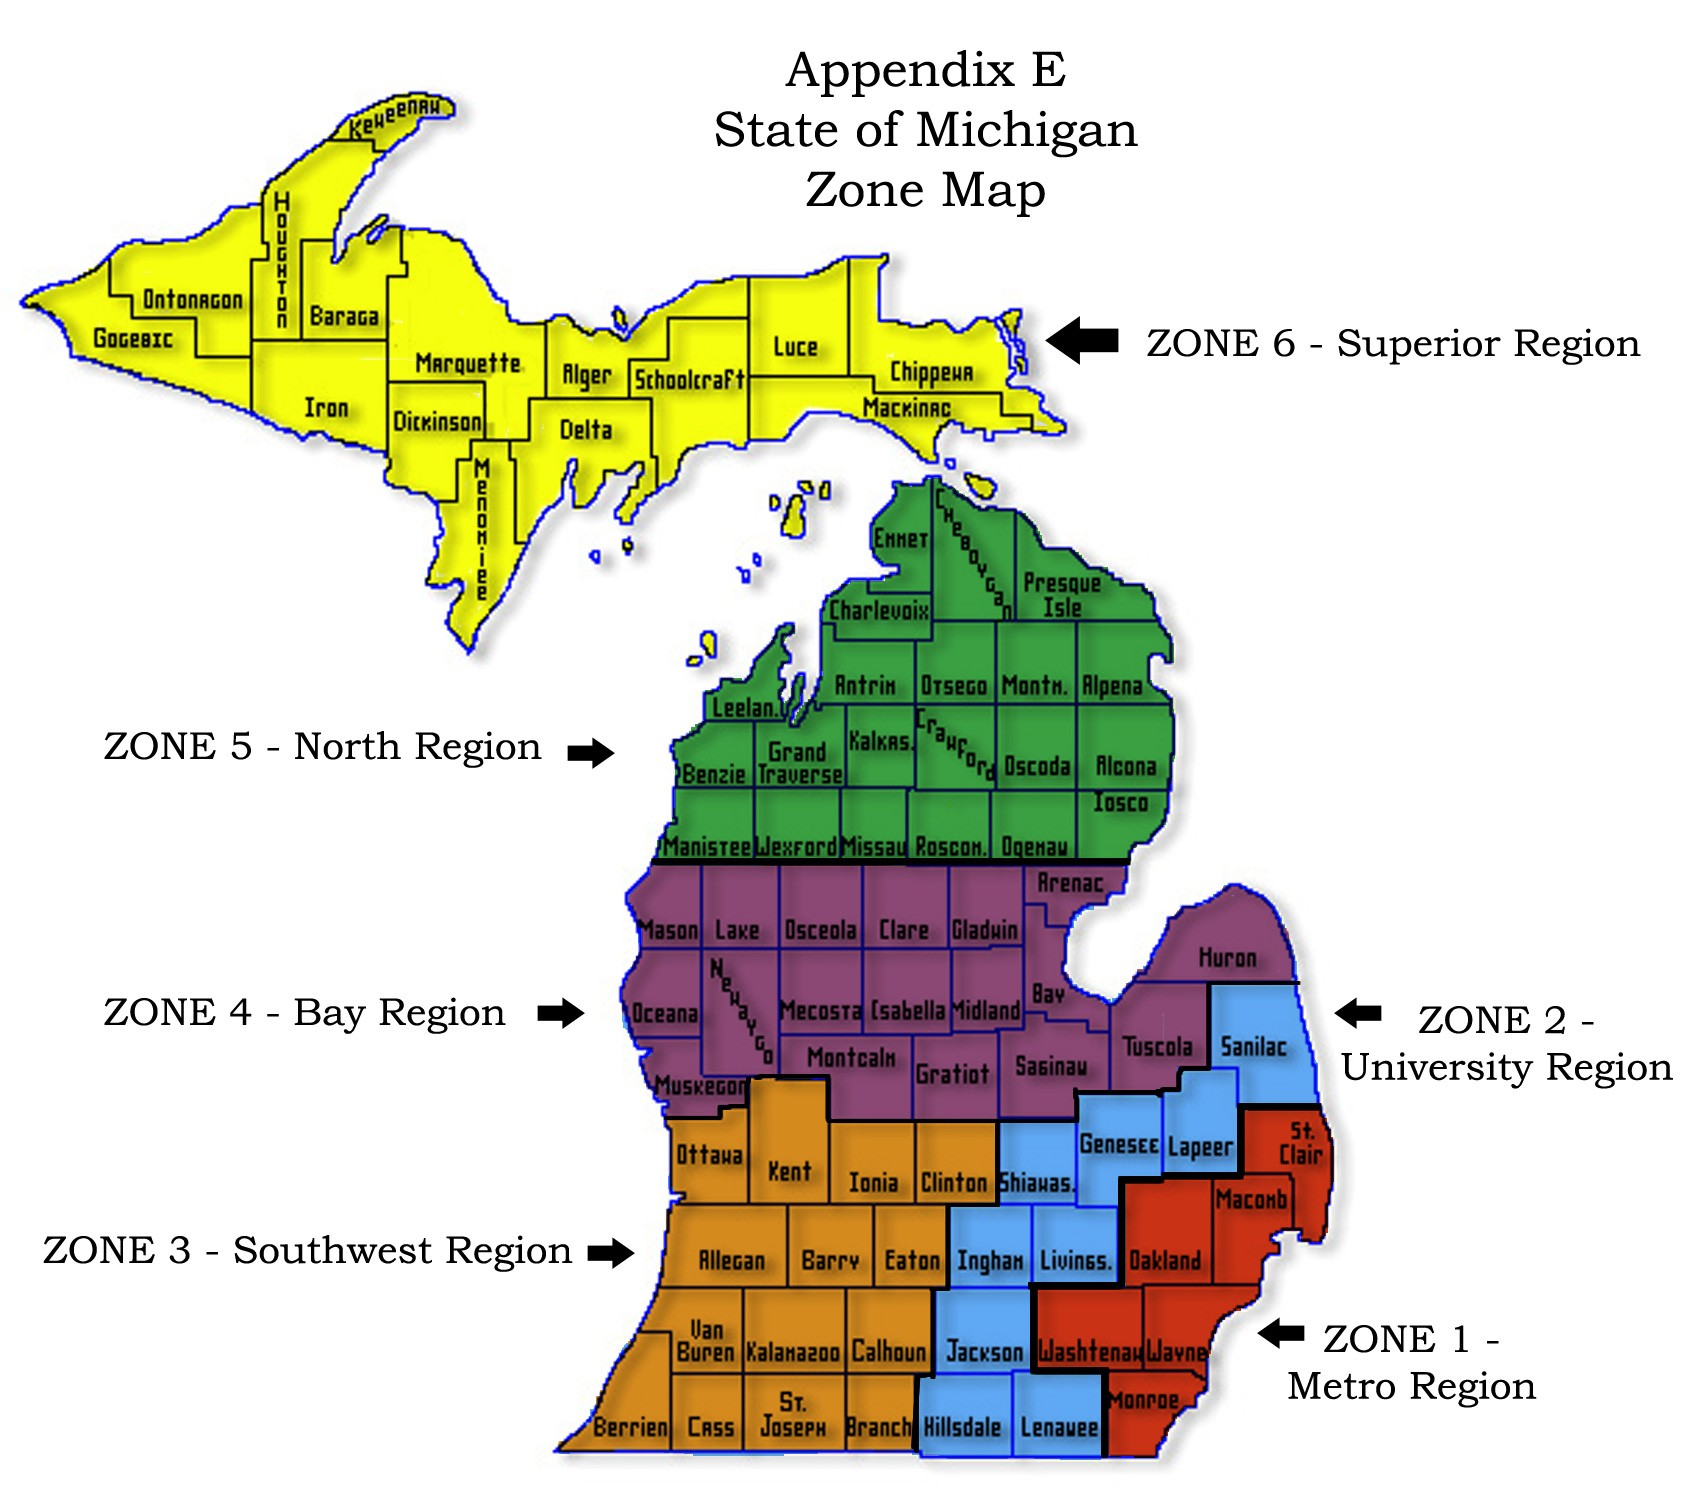 Appendix E
State of Michigan
Zone Map
Keweenaw
Houghton
Ontonagon
Gogebic
Baraga
Iron
Marquette
Dickinson
Menomiee
Alger
Delta
Schoolcraft
Luce
Chippewa
Mackinac
ZONE 6 - Superior Region
Emmet
Cheboygan
Presque
Isle
Charlevoix
Antrim
Otsego
Montm.
Alpena
Leelan.
Benzie
Grand
Traverse
Kalkas.
Crawford
Oscoda
Alcona
Manistee
Wexford
Missau
Roscom.
Ogemaw
Iosco
ZONE 5 - North Region
Arenac
Mason
Lake
Osceola
Clare
Gladwin
Huron
Oceana
Newaygo
Mecosta
Isabella
Midland
Bay
Tuscola
Muskegon
Montcalm
Gratiot
Saginaw
ZONE 4 - Bay Region
Sanilac
ZONE 2 -
University Region
Genesee
Lapeer
Shiawas.
Ingham
Livings.
Jackson
Hillsdale
Lenawee
Ottawa
Kent
Ionia
Clinton
Allegan
Barry
Eaton
Van
Buren
Kalamazoo
Calhoun
Berrien
Cass
St.
Joseph
Branch
ZONE 3 - Southwest Region
St.
Clair
Macomb
Oakland
Washtenaw
Wayne
Monroe
ZONE 1 -
Metro Region